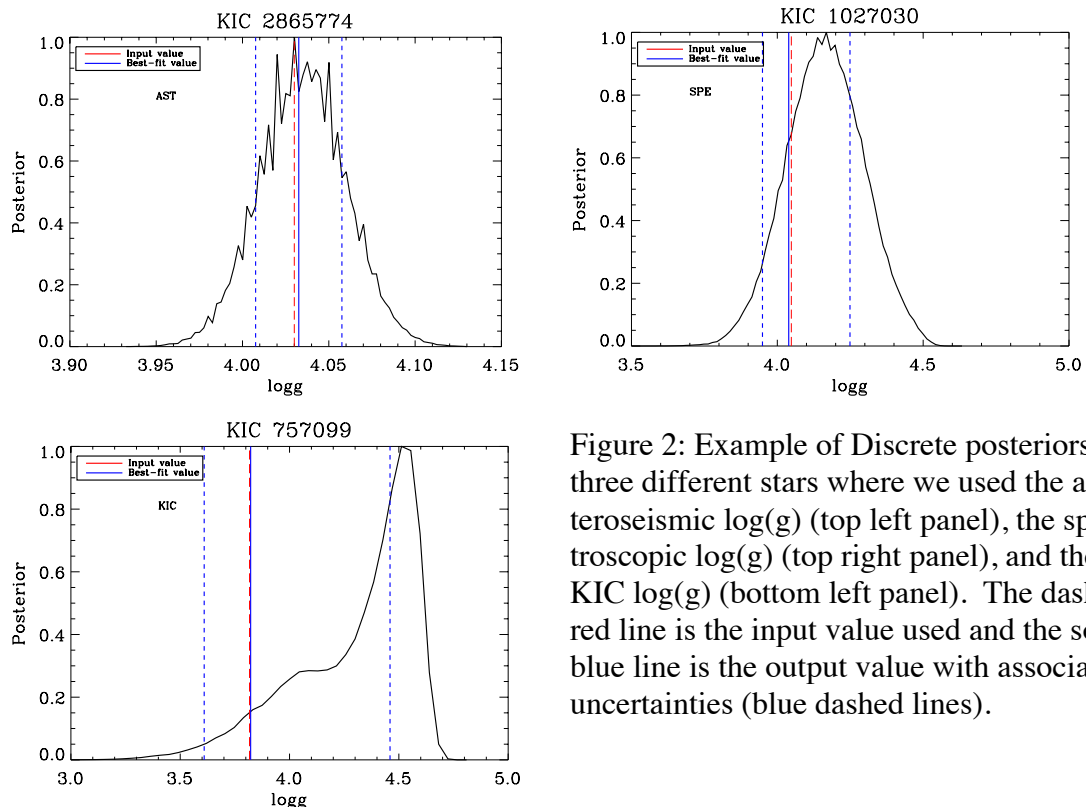 KIC 2865774
Input value
Best-fit value
AST
Posterior
1.0
0.8
0.6
0.4
0.2
0.0
3.90 3.95 4.00 4.05 4.10 4.15
logg
KIC 1027030
Input value
Best-fit value
SPE
Posterior
1.0
0.8
0.6
0.4
0.2
0.0
3.5 4.0 4.5 5.0
logg
KIC 757099
Input value
Best-fit value
KIC
Posterior
1.0
0.8
0.6
0.4
0.2
0.0
3.0 3.5 4.0 4.5 5.0
logg
Figure 2: Example of Discrete posteriors
three different stars where we used the a
teroseismic log(g) (top left panel), the sp
troscopic log(g) (top right panel), and the
KIC log(g) (bottom left panel). The dash
red line is the input value used and the so
blue line is the output value with associa
uncertainties (blue dashed lines).